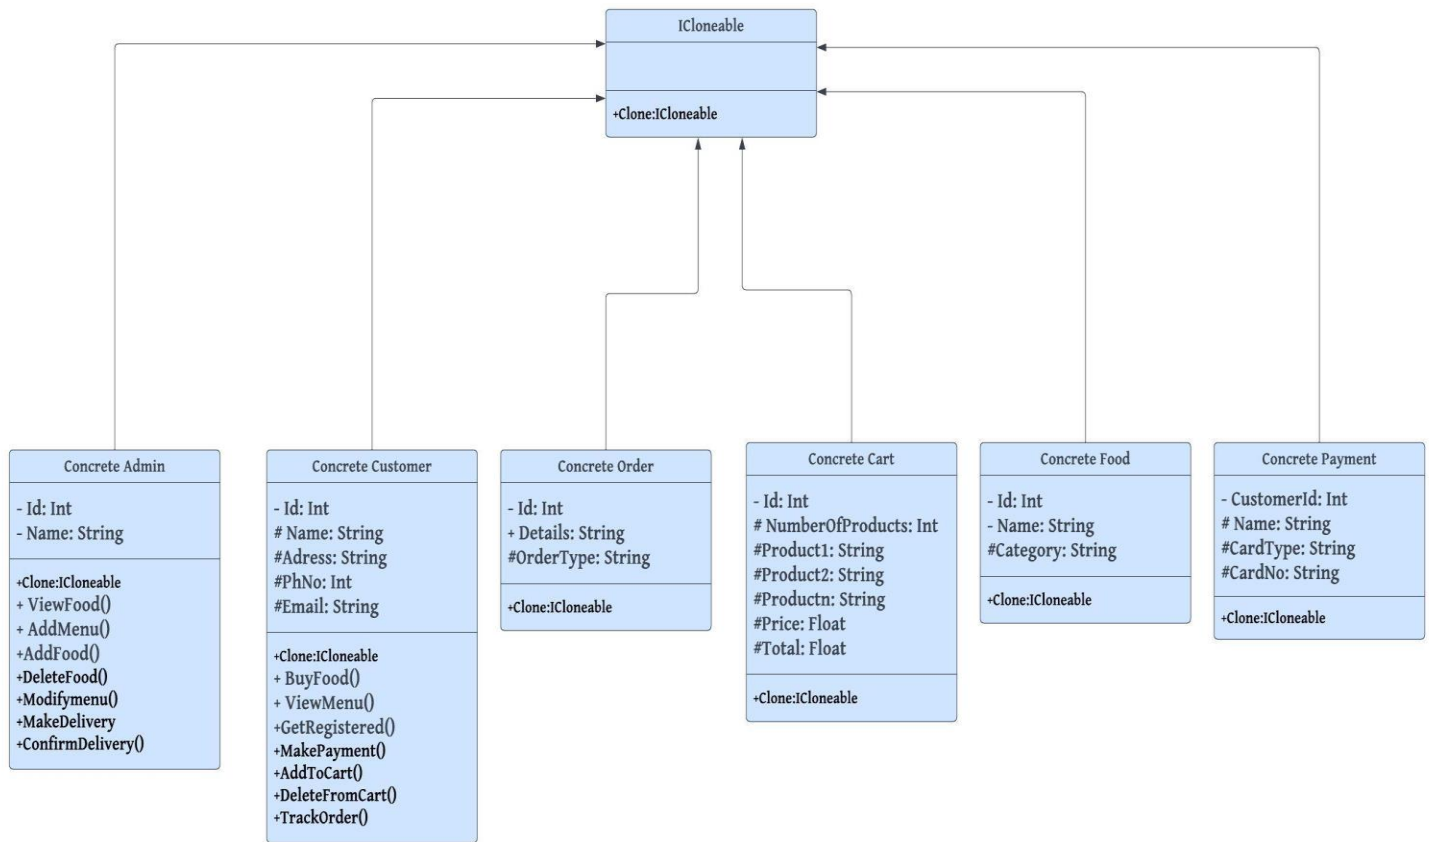 ICloneable
+Clone:ICloneable
Concrete Admin
- Id: Int
- Name: String
+Clone:ICloneable
+ ViewFood()
+ AddMenu()
+AddFood()
+DeleteFood()
+Modifymenu()
+MakeDelivery
+ConfirmDelivery()
Concrete Customer
- Id: Int
# Name: String
#Adress: String
#PhNo: Int
#Email: String
+Clone:ICloneable
+ BuyFood()
+ ViewMenu()
+GetRegistered()
+MakePayment()
+AddToCart()
+DeleteFromCart()
+TrackOrder()
Concrete Order
- Id: Int
+ Details: String
#OrderType: String
+Clone:ICloneable
Concrete Cart
- Id: Int
# NumberOfProducts: Int
#Product1: String
#Product2: String
#Productn: String
#Price: Float
#Total: Float
+Clone:ICloneable
Concrete Food
- Id: Int
- Name: String
#Category: String
+Clone:ICloneable
Concrete Payment
- CustomerId: Int
# Name: String
#CardType: String
#CardNo: String
+Clone:ICloneable